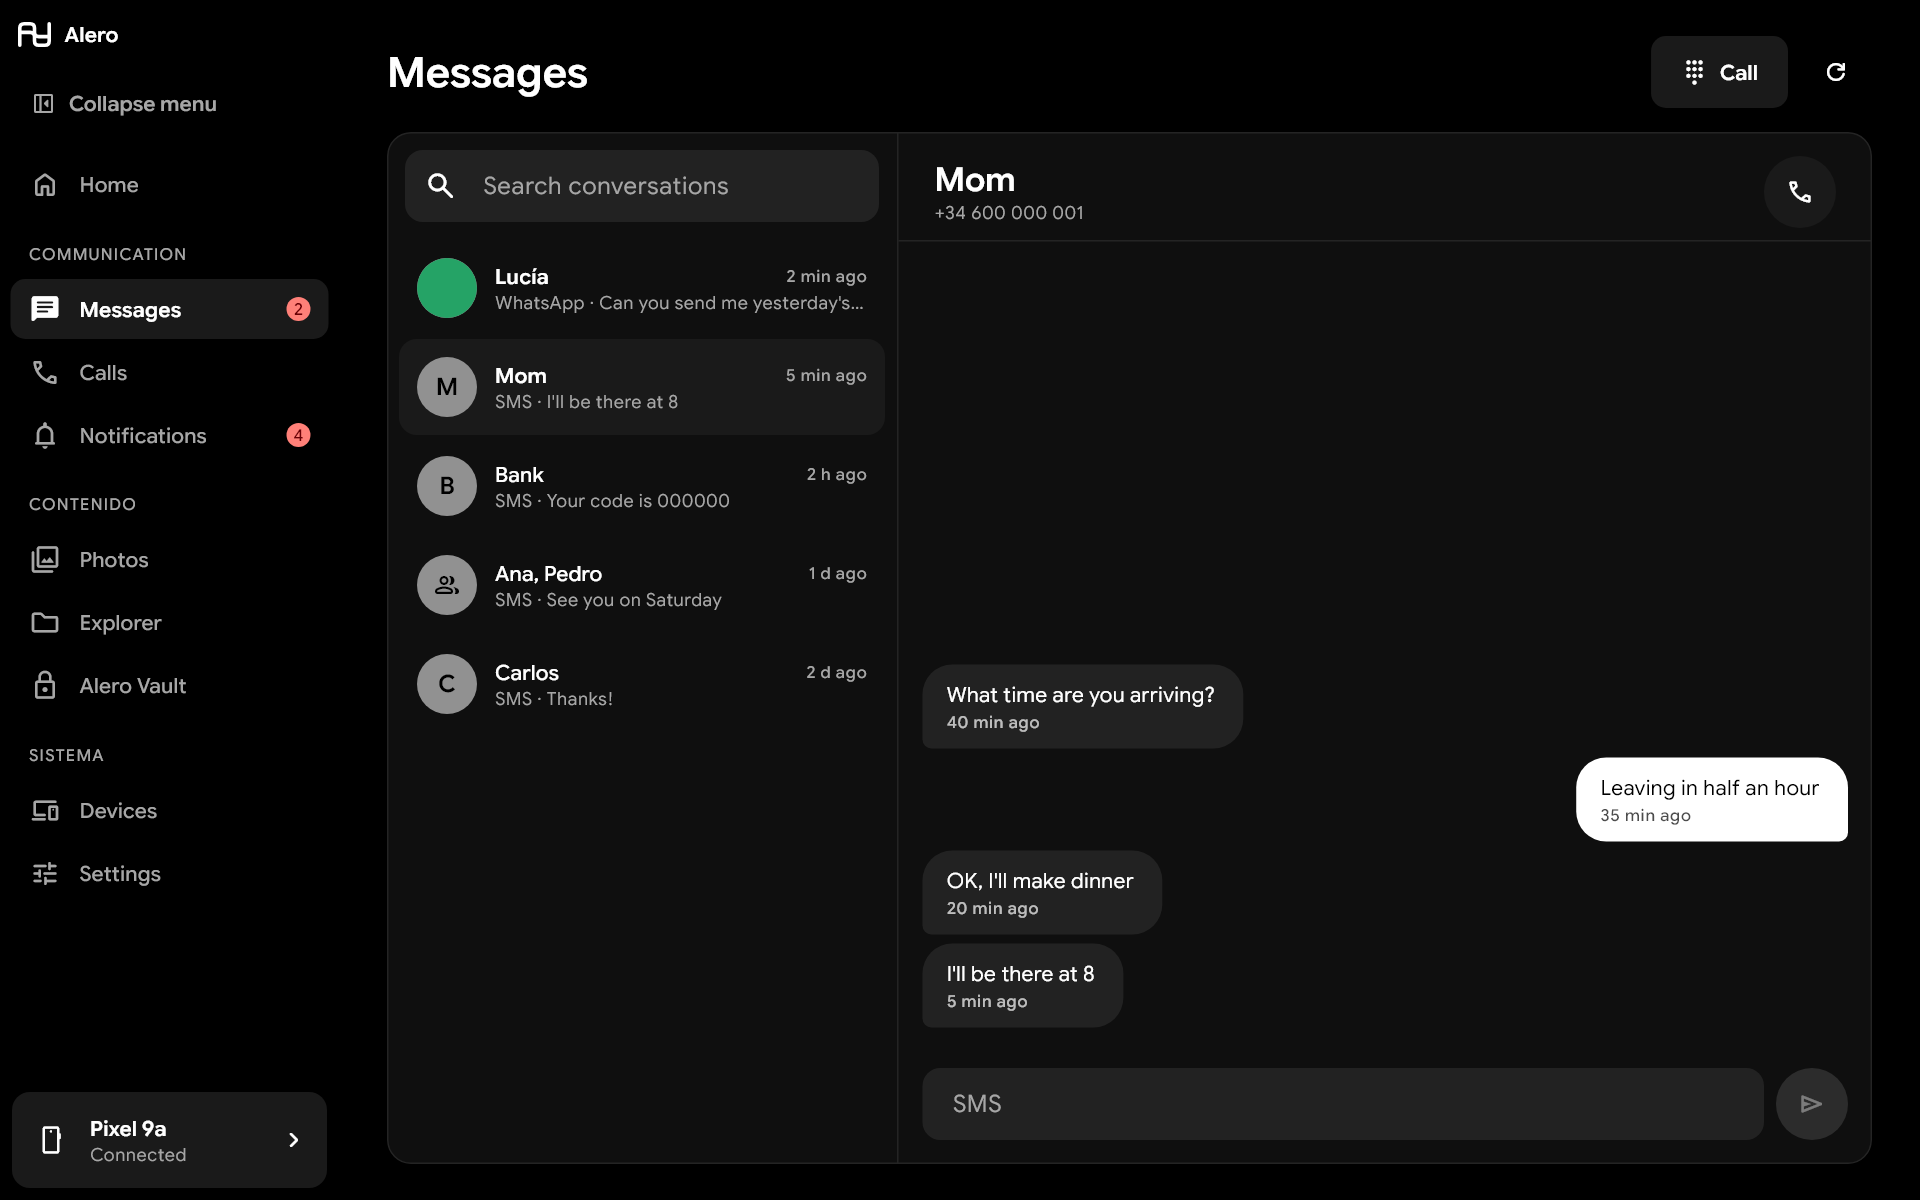 Alero
Collapse menu
Home
COMMUNICATION
Messages 2
Calls
Notifications 4
CONTENIDO
Photos
Explorer
Alero Vault
SISTEMA
Devices
Settings
Pixel 9a
Connected
Messages
Call
Search conversations
Lucía 2 min ago
WhatsApp · Can you send me yesterday's...
M
Mom 5 min ago
SMS · I'll be there at 8
B
Bank 2 h ago
SMS · Your code is 000000
Ana, Pedro 1 d ago
SMS · See you on Saturday
C
Carlos 2 d ago
SMS · Thanks!
Mom
+34 600 000 001
What time are you arriving?
40 min ago
Leaving in half an hour
35 min ago
OK, I'll make dinner
20 min ago
I'll be there at 8
5 min ago
SMS